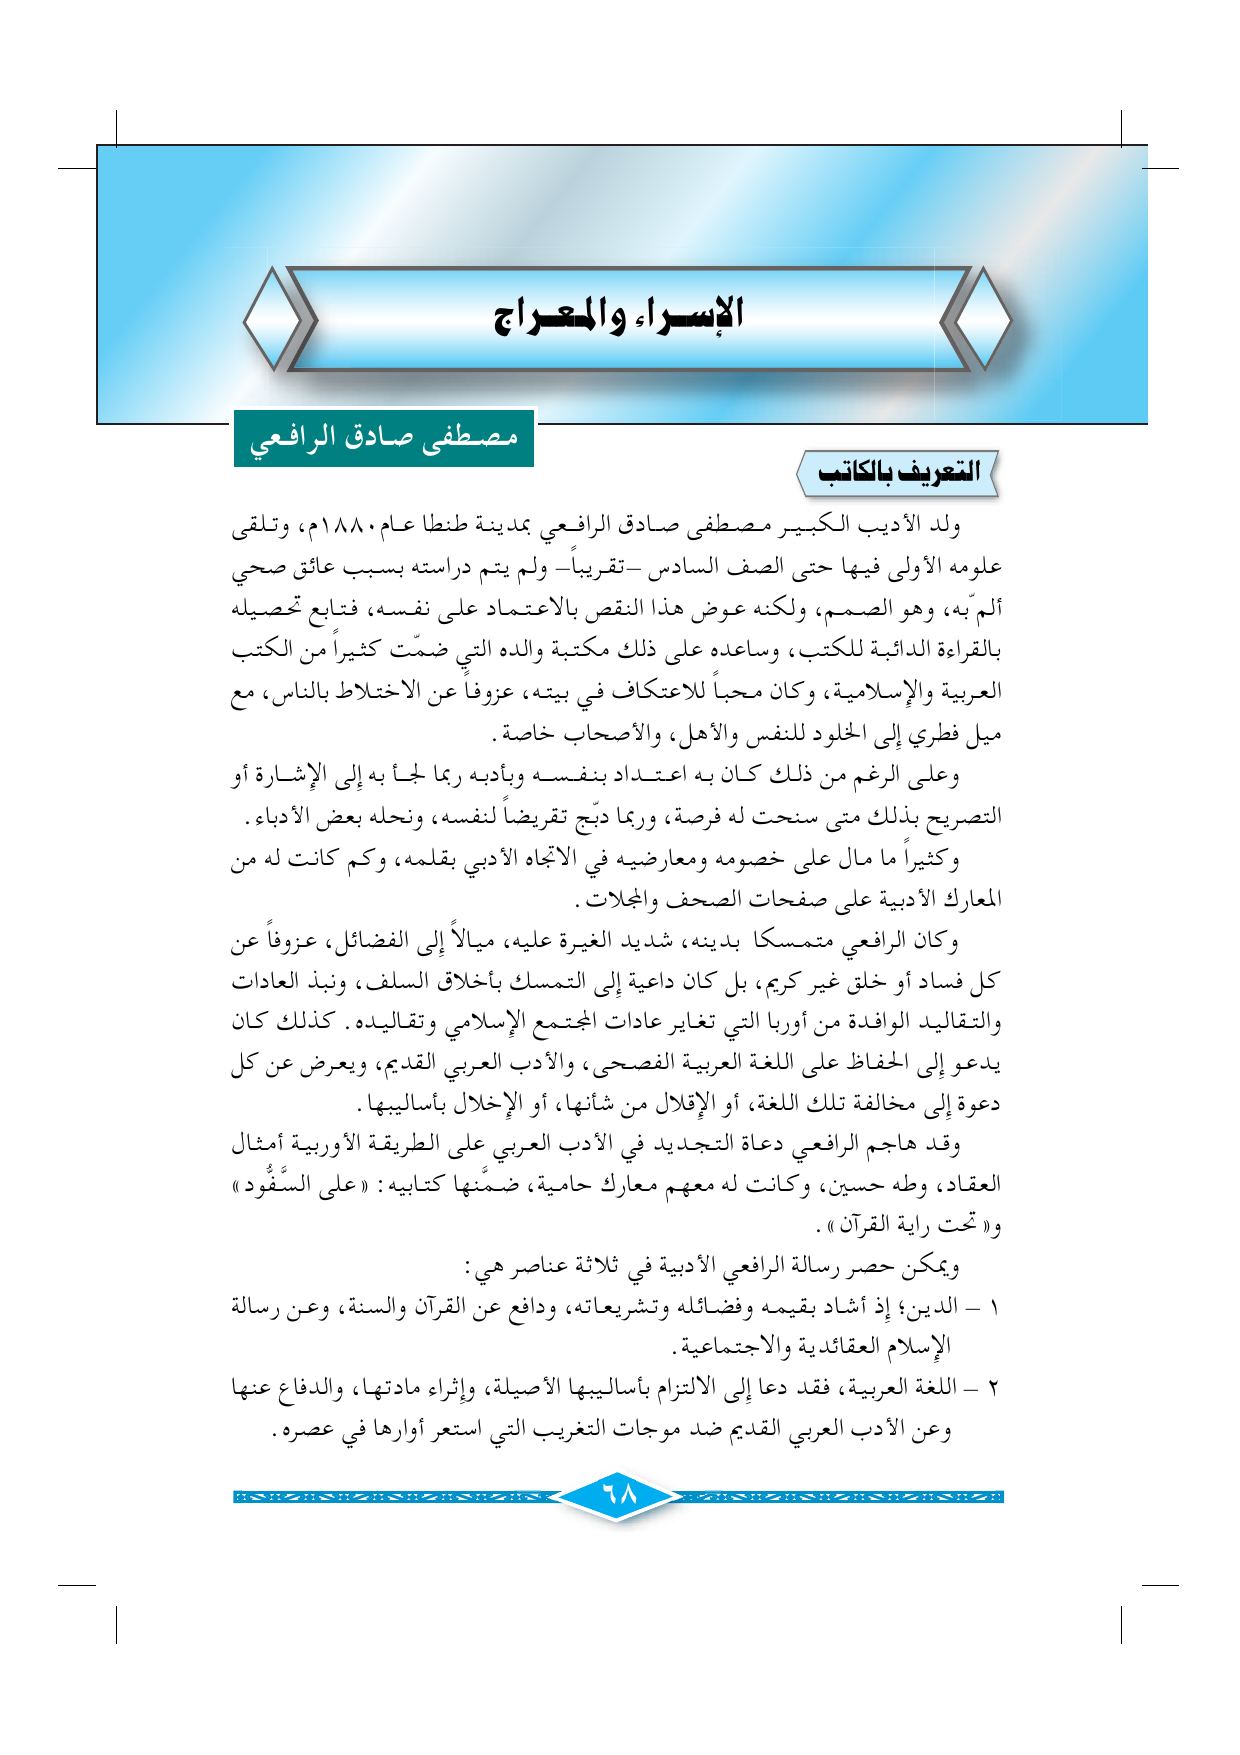 الإسراء والمعراج
مصطفى صادق الرافعي
التعريف بالكاتب
ولد الأديب الكبير مصطفى صادق الرافعي بمدينة طنطا عام١٨٨٠م، وتلقى
علومه الأولى فيها حتى الصف السادس –تقريباً– ولم يتم دراسته بسبب عائق صحي
ألمّ به، وهو الصمم، ولكنه عوض هذا النقص بالاعتماد على نفسه، فتابع تحصيله
بالقراءة الدائبة للكتب، وساعده على ذلك مكتبة والده التي ضمّت كثيراً من الكتب
العربية والإسلامية، وكان محباً للاعتكاف في بيته، عزوفاً عن الاختلاط بالناس، مع
ميل فطري إلى الخلود للنفس والأهل، والأصحاب خاصة.
وعلى الرغم من ذلك كان به اعتداد بنفسه وبأدبه ربما لجأ به إلى الإشارة أو
التصريح بذلك متى سنحت له فرصة، وربما دبّج تقريضاً لنفسه، ونحله بعض الأدباء.
وكثيراً ما مال على خصومه ومعارضيه في الاتجاه الأدبي بقلمه، وكم كانت له من
المعارك الأدبية على صفحات الصحف والمجلات.
وكان الرافعي متمسكا بدينه، شديد الغيرة عليه، ميالاً إلى الفضائل، عزوفاً عن
كل فساد أو خلق غير كريم، بل كان داعية إلى التمسك بأخلاق السلف، ونبذ العادات
والتقاليد الوافدة من أوربا التي تغاير عادات المجتمع الإسلامي وتقاليده. كذلك كان
يدعو إلى الحفاظ على اللغة العربية الفصحى، والأدب العربي القديم، ويعرض عن كل
دعوة إلى مخالفة تلك اللغة، أو الإقلال من شأنها، أو الإخلال بأساليبها.
وقد هاجم الرافعي دعاة التجديد في الأدب العربي على الطريقة الأوربية أمثال
العقاد، وطه حسين، وكانت له معهم معارك حامية، ضمَّنها كتابيه: «على السَّفُّود»
و«تحت راية القرآن».
ويمكن حصر رسالة الرافعي الأدبية في ثلاثة عناصر هي:
١ – الدين؛ إذ أشاد بقيمه وفضائله وتشريعاته، ودافع عن القرآن والسنة، وعن رسالة
الإسلام العقائدية والاجتماعية.
٢ – اللغة العربية، فقد دعا إلى الالتزام بأساليبها الأصيلة، وإثراء مادتها، والدفاع عنها
وعن الأدب العربي القديم ضد موجات التغريب التي استعر أوارها في عصره.
٦٨